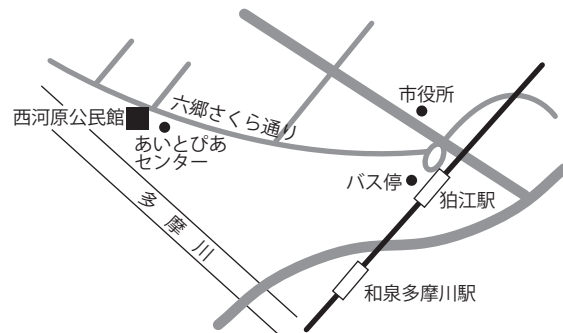 市役所
六郷さくら通り
西河原公民館
あいとぴあ
センター
バス停
狛江駅
多摩川
和泉多摩川駅